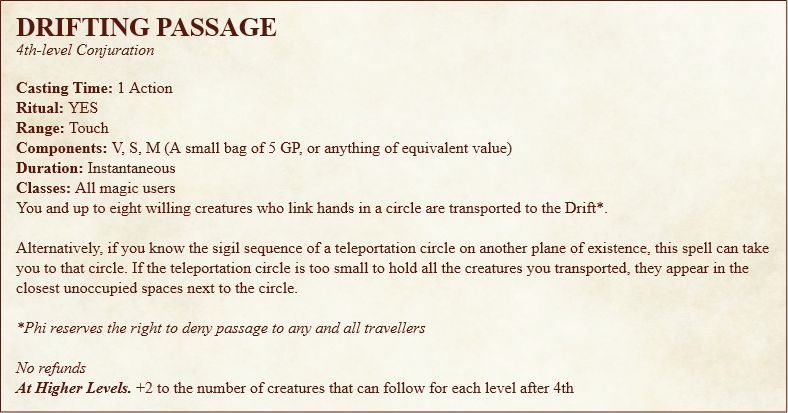 DRIFTING PASSAGE
4th-level Conjuration
Casting Time: 1 Action
Ritual: YES
Range: Touch
Components: V, S, M (A small bag of 5 GP, or anything of equivalent value)
Duration: Instantaneous
Classes: All magic users
You and up to eight willing creatures who link hands in a circle are transported to the Drift*.
Alternatively, if you know the sigil sequence of a teleportation circle on another plane of existence, this spell can take
you to that circle. If the teleportation circle is too small to hold all the creatures you transported, they appear in the
closest unoccupied spaces next to the circle.
*Phi reserves the right to deny passage to any and all travellers
No refunds
At Higher Levels. +2 to the number of creatures that can follow for each level after 4th